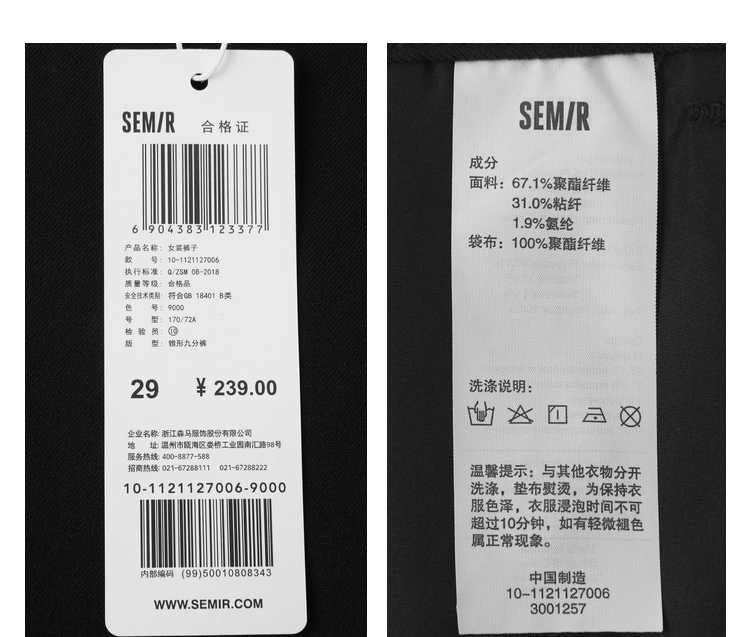 SEMIR 合格证
6 904383 123377
产品名称: 女装裤子
款 号: 10-1121127006
执行标准: Q/ZSM 08-2018
质量等级: 合格品
安全技术类别: 符合GB 18401 B类
色 号: 9000
号 型: 170/72A
检 验 员: ⑩
版 型: 锥形九分裤
29 ¥ 239.00
企业名称: 浙江森马服饰股份有限公司
地 址: 温州市瓯海区娄桥工业园南汇路98号
服务热线: 400-8877-588
招商热线: 021-67288111 021-67288222
10-1121127006-9000
内部编码 (99)50010808343
WWW.SEMIR.COM
SEMIR
成分
面料: 67.1%聚酯纤维
31.0%粘纤
1.9%氨纶
袋布: 100%聚酯纤维
洗涤说明:
温馨提示: 与其他衣物分开
洗涤，垫布熨烫，为保持衣
服色泽，衣服浸泡时间不可
超过10分钟，如有轻微褪色
属正常现象。
中国制造
10-1121127006
3001257